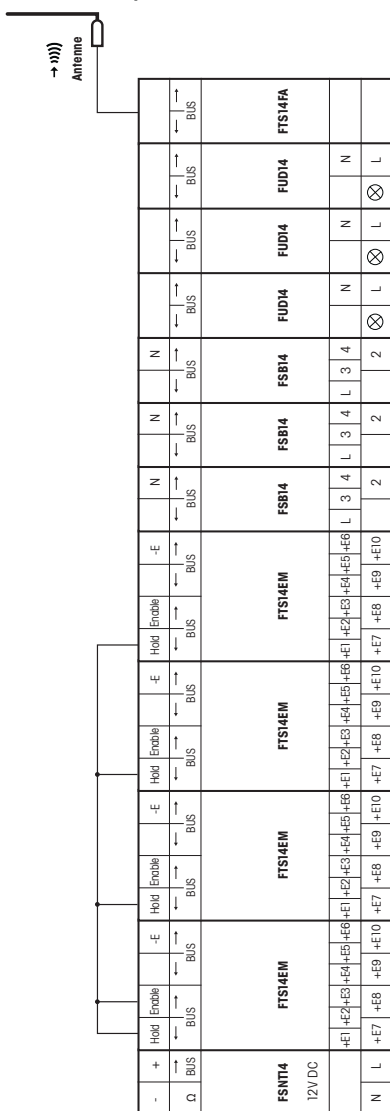 Antenne
- + Hold Enable -E Hold Enable -E Hold Enable -E Hold Enable -E N N N
Ω BUS BUS BUS BUS BUS BUS BUS BUS BUS BUS BUS BUS BUS BUS BUS BUS
FSNT14 FTS14EM FTS14EM FTS14EM FTS14EM FSB14 FSB14 FSB14 FUD14 FUD14 FUD14 FTS14FA
12V DC
+E1 +E2 +E3 +E4 +E5 +E6 +E1 +E2 +E3 +E4 +E5 +E6 +E1 +E2 +E3 +E4 +E5 +E6 +E1 +E2 +E3 +E4 +E5 +E6 L 3 4 L 3 4 L 3 4 N N N
N L +E7 +E8 +E9 +E10 +E7 +E8 +E9 +E10 +E7 +E8 +E9 +E10 +E7 +E8 +E9 +E10 2 2 2 L L L